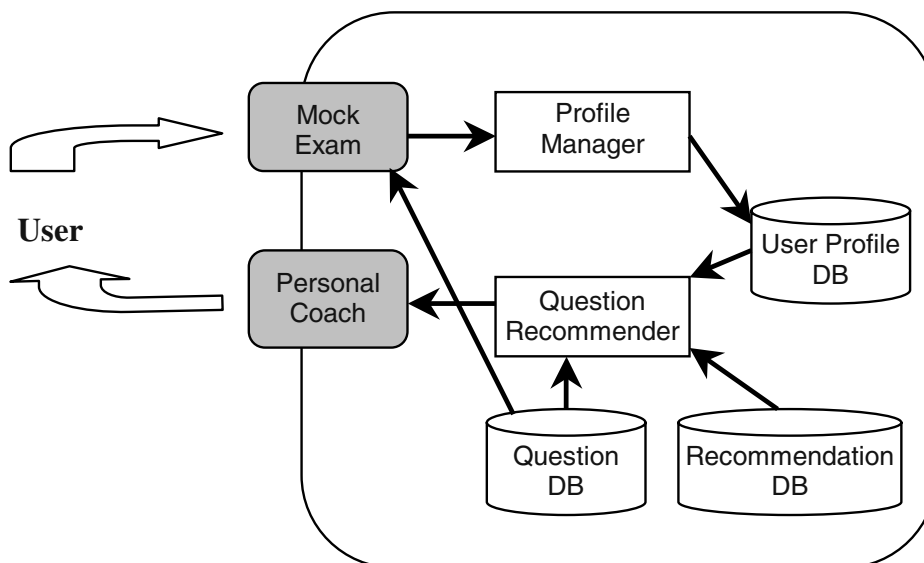 Mock
Exam
Profile
Manager
User
User Profile
DB
Personal
Coach
Question
Recommender
Question
DB
Recommendation
DB